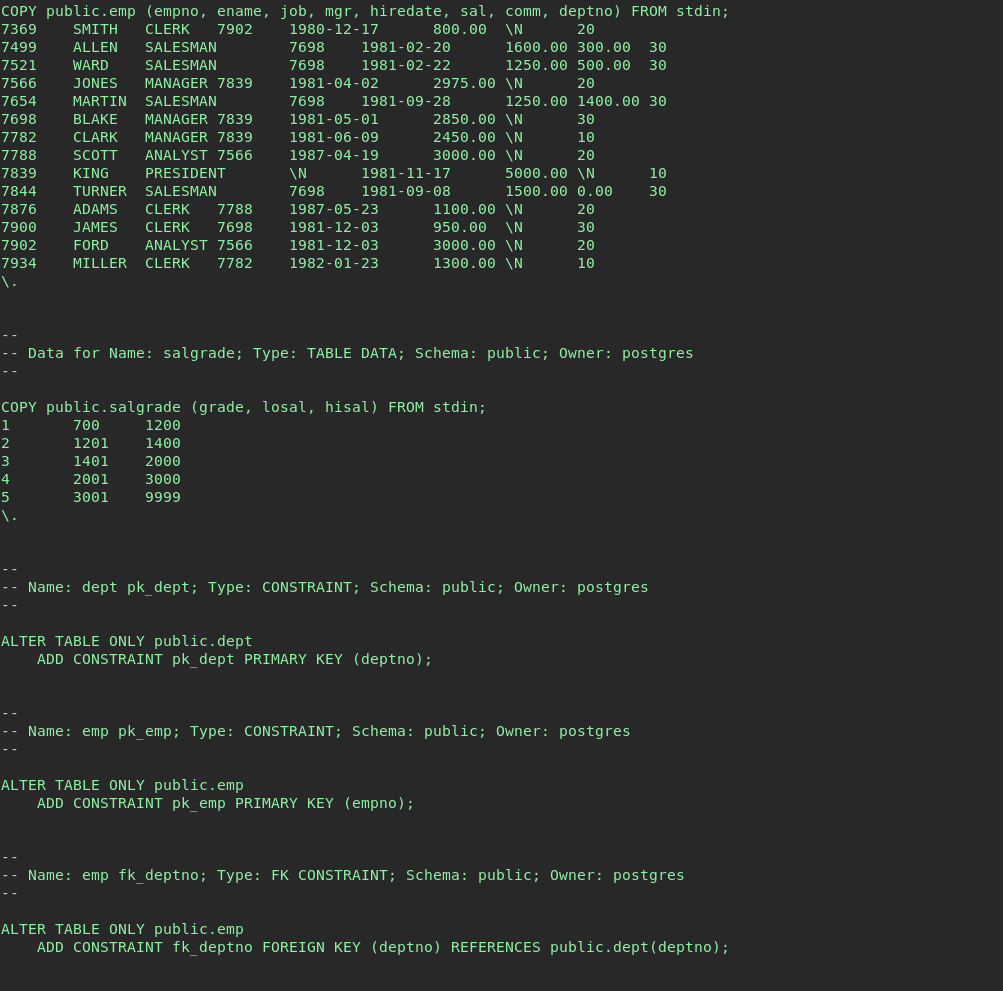 COPY public.emp (empno, ename, job, mgr, hiredate, sal, comm, deptno) FROM stdin;
7369    SMITH   CLERK   7902    1980-12-17      800.00  \N      20
7499    ALLEN   SALESMAN        7698    1981-02-20      1600.00 300.00  30
7521    WARD    SALESMAN        7698    1981-02-22      1250.00 500.00  30
7566    JONES   MANAGER 7839    1981-04-02      2975.00 \N      20
7654    MARTIN  SALESMAN        7698    1981-09-28      1250.00 1400.00 30
7698    BLAKE   MANAGER 7839    1981-05-01      2850.00 \N      30
7782    CLARK   MANAGER 7839    1981-06-09      2450.00 \N      10
7788    SCOTT   ANALYST 7566    1987-04-19      3000.00 \N      20
7839    KING    PRESIDENT       \N      1981-11-17      5000.00 \N      10
7844    TURNER  SALESMAN        7698    1981-09-08      1500.00 0.00    30
7876    ADAMS   CLERK   7788    1987-05-23      1100.00 \N      20
7900    JAMES   CLERK   7698    1981-12-03      950.00  \N      30
7902    FORD    ANALYST 7566    1981-12-03      3000.00 \N      20
7934    MILLER  CLERK   7782    1982-01-23      1300.00 \N      10
\.
--
-- Data for Name: salgrade; Type: TABLE DATA; Schema: public; Owner: postgres
--
COPY public.salgrade (grade, losal, hisal) FROM stdin;
1       700     1200
2       1201    1400
3       1401    2000
4       2001    3000
5       3001    9999
\.
--
-- Name: dept pk_dept; Type: CONSTRAINT; Schema: public; Owner: postgres
--
ALTER TABLE ONLY public.dept
    ADD CONSTRAINT pk_dept PRIMARY KEY (deptno);
--
-- Name: emp pk_emp; Type: CONSTRAINT; Schema: public; Owner: postgres
--
ALTER TABLE ONLY public.emp
    ADD CONSTRAINT pk_emp PRIMARY KEY (empno);
--
-- Name: emp fk_deptno; Type: FK CONSTRAINT; Schema: public; Owner: postgres
--
ALTER TABLE ONLY public.emp
    ADD CONSTRAINT fk_deptno FOREIGN KEY (deptno) REFERENCES public.dept(deptno);